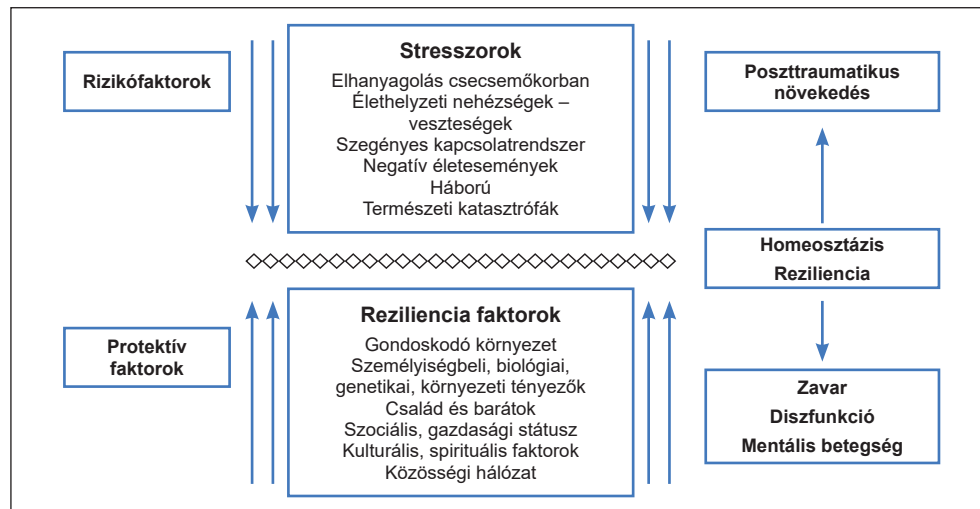 Rizikófaktorok
Stresszorok
Elhanyagolás csecsemőkorban
Élethelyzeti nehézségek –
veszteségek
Szegényes kapcsolatrendszer
Negatív életesemények
Háború
Természeti katasztrófák
Poszttraumatikus
növekedés
Homeosztázis
Reziliencia
Protektív
faktorok
Reziliencia faktorok
Gondoskodó környezet
Személyiségbeli, biológiai,
genetikai, környezeti tényezők
Család és barátok
Szociális, gazdasági státusz
Kulturális, spirituális faktorok
Közösségi hálózat
Zavar
Diszfunkció
Mentális betegség